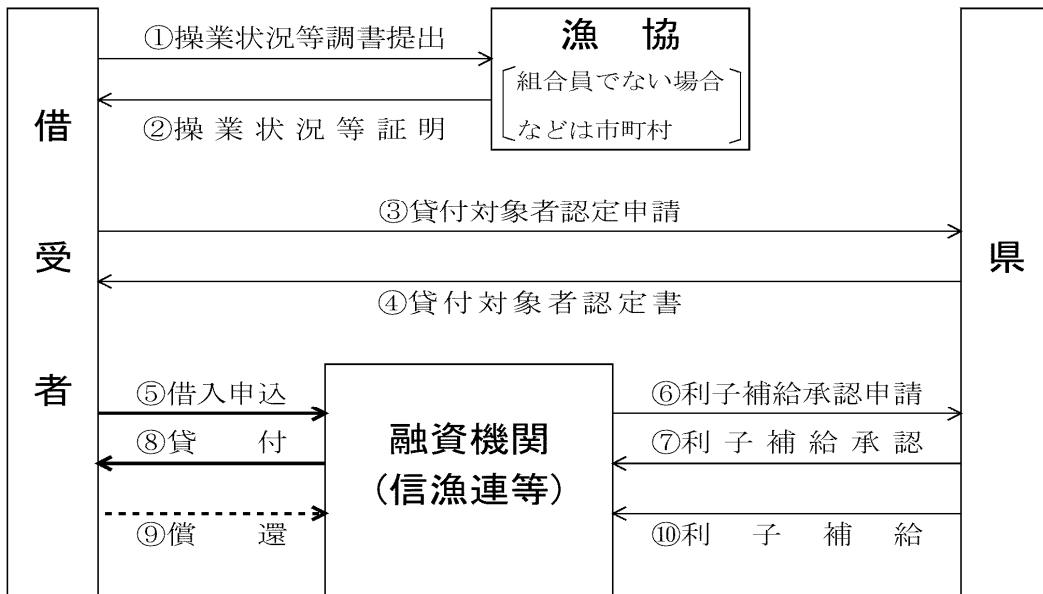 借受者
①操業状況等調書提出
漁協
組合員でない場合
などは市町村
②操業状況等証明
③貸付対象者認定申請
県
④貸付対象者認定書
⑤借入申込
融資機関
(信漁連等)
⑥利子補給承認申請
⑧貸付
⑦利子補給承認
⑨償還
⑩利子補給